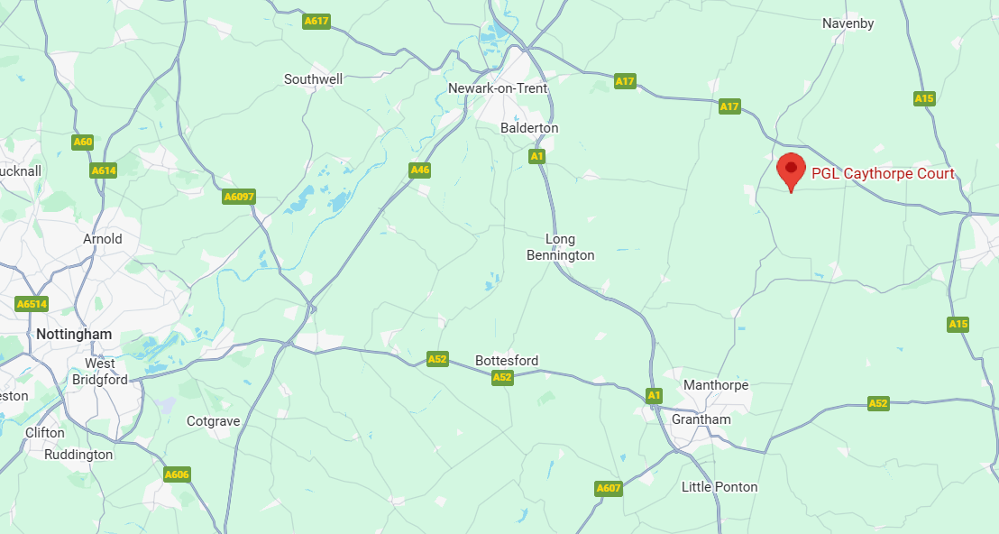 A617
Navenby
Southwell
A17
Newark-on-Trent
A15
A17
Balderton
A60
A1
A614
ucknall
A46
PGL Caythorpe Court
A6097
Arnold
Long
Bennington
A6514
A15
Nottingham
A52
Bottesford
West
Bridgford
A52
Manthorpe
eston
A1
A52
Cotgrave
Grantham
Clifton
Ruddington
A606
Little Ponton
A607